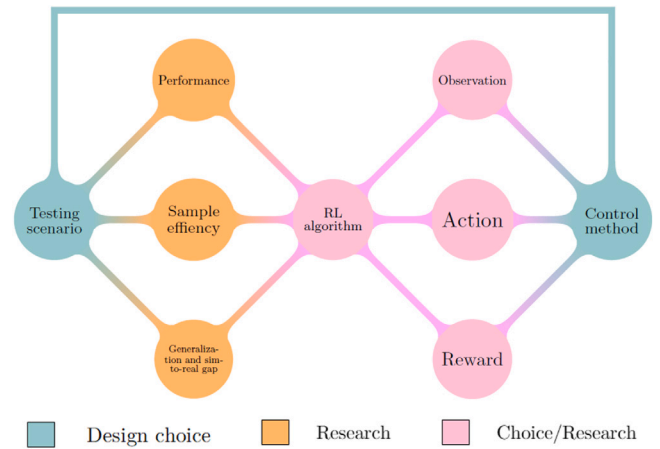 Performance
Observation
Testing
scenario
Sample
effiency
RL
algorithm
Action
Control
method
Generaliza-
tion and sim-
to-real gap
Reward
Design choice
Research
Choice/Research